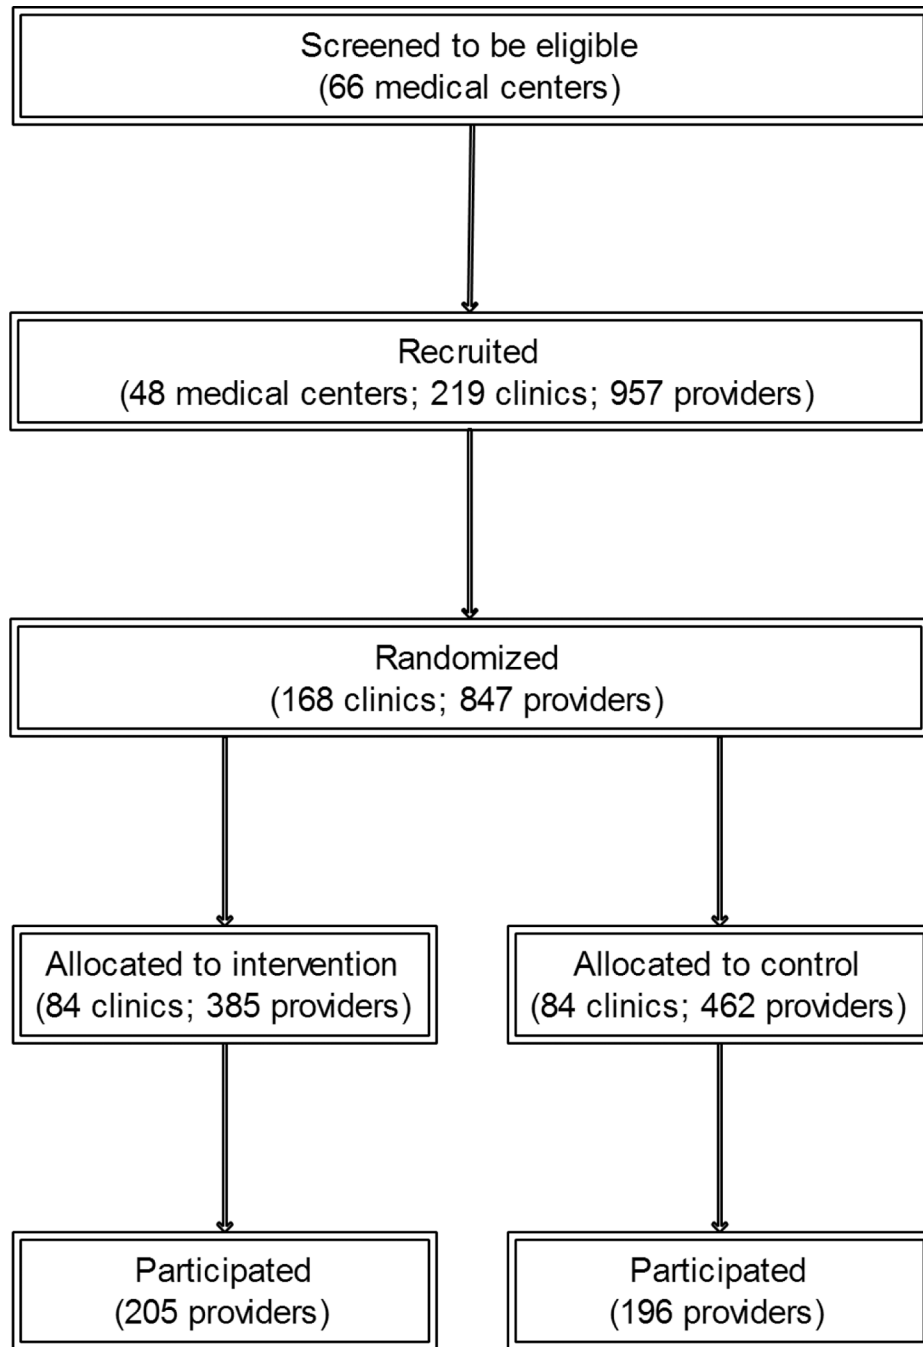 Screened to be eligible
(66 medical centers)
Recruited
(48 medical centers; 219 clinics; 957 providers)
Randomized
(168 clinics; 847 providers)
Allocated to intervention
(84 clinics; 385 providers)
Allocated to control
(84 clinics; 462 providers)
Participated
(205 providers)
Participated
(196 providers)